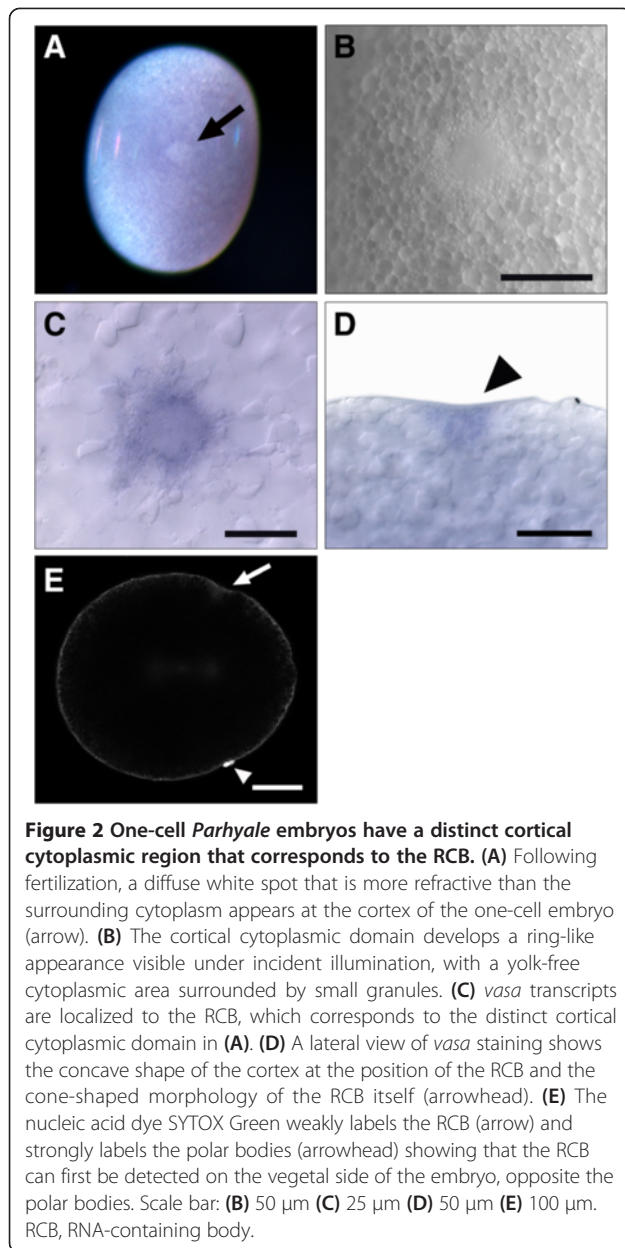 A
B
C
D
E
Figure 2 One-cell Parhyale embryos have a distinct cortical
cytoplasmic region that corresponds to the RCB. (A) Following
fertilization, a diffuse white spot that is more refractive than the
surrounding cytoplasm appears at the cortex of the one-cell embryo
(arrow). (B) The cortical cytoplasmic domain develops a ring-like
appearance visible under incident illumination, with a yolk-free
cytoplasmic area surrounded by small granules. (C) vasa transcripts
are localized to the RCB, which corresponds to the distinct cortical
cytoplasmic domain in (A). (D) A lateral view of vasa staining shows
the concave shape of the cortex at the position of the RCB and the
cone-shaped morphology of the RCB itself (arrowhead). (E) The
nucleic acid dye SYTOX Green weakly labels the RCB (arrow) and
strongly labels the polar bodies (arrowhead) showing that the RCB
can first be detected on the vegetal side of the embryo, opposite the
polar bodies. Scale bar: (B) 50 μm (C) 25 μm (D) 50 μm (E) 100 μm.
RCB, RNA-containing body.